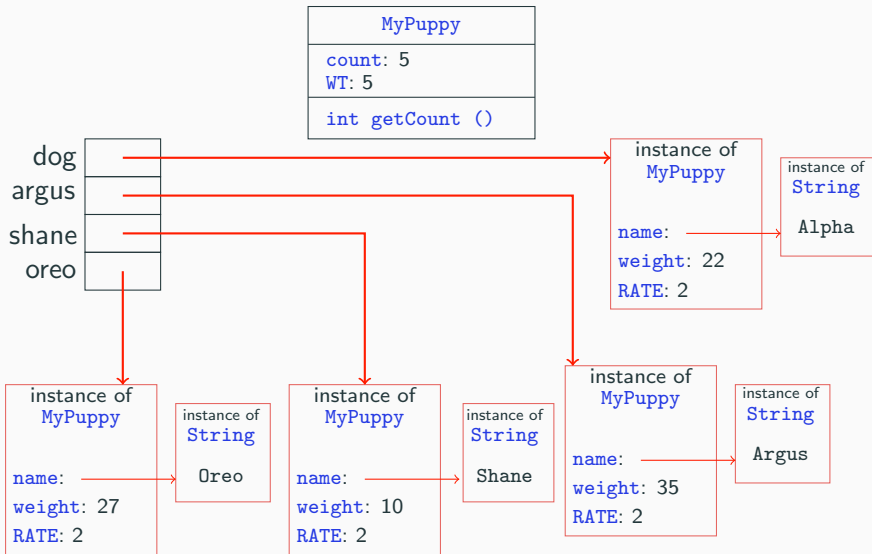 MyPuppy
count: 5
WT: 5
int getCount ()
dog
argus
shane
oreo
instance of
MyPuppy
name:
weight: 22
RATE: 2
instance of
String
Alpha
instance of
MyPuppy
name:
weight: 27
RATE: 2
instance of
String
Oreo
instance of
MyPuppy
name:
weight: 10
RATE: 2
instance of
String
Shane
instance of
MyPuppy
name:
weight: 35
RATE: 2
instance of
String
Argus